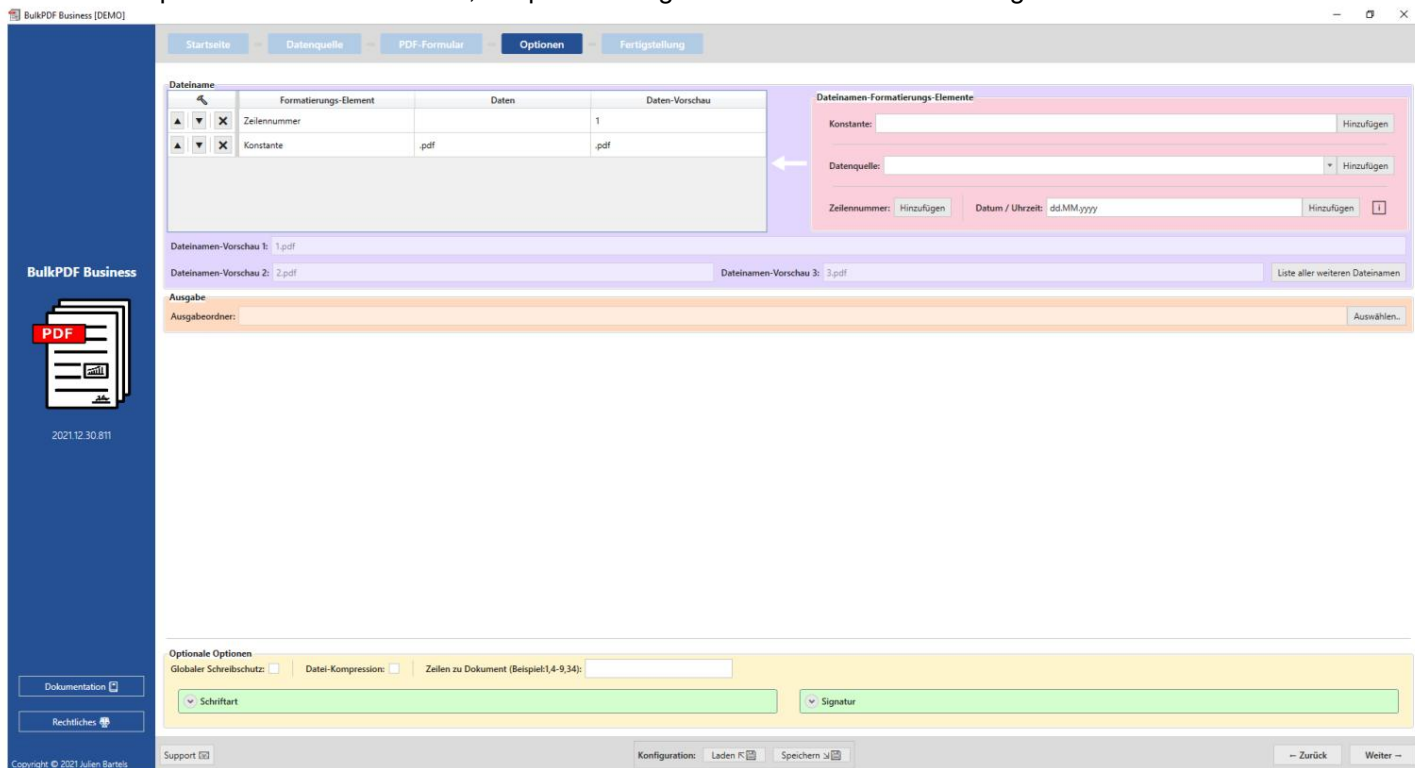 BulkPDF Business [DEMO]
Startseite
Datenquelle
PDF-Formular
Optionen
Fertigstellung
Dateiname
Formatierungs-Element Daten Daten-Vorschau
Zeilennummer 1
Konstante .pdf .pdf
Dateinamen-Formatierungs-Elemente
Konstante: Hinzufügen
Datenquelle: Hinzufügen
Zeilennummer: Hinzufügen Datum / Uhrzeit: dd.MM.yyyy Hinzufügen i
Dateinamen-Vorschau 1: 1.pdf
Dateinamen-Vorschau 2: 2.pdf Dateinamen-Vorschau 3: 3.pdf Liste aller weiteren Dateinamen
Ausgabe
Ausgabeordner: Auswählen..
BulkPDF Business
PDF
2021.12.30.811
Optionale Optionen
Globaler Schreibschutz: Datei-Kompression: Zeilen zu Dokument (Beispiel:1,4-9,34):
Schriftart Signatur
Dokumentation
Rechtliches
Copyright © 2021 Julien Bartels
Support Konfiguration: Laden Speichern ← Zurück Weiter →